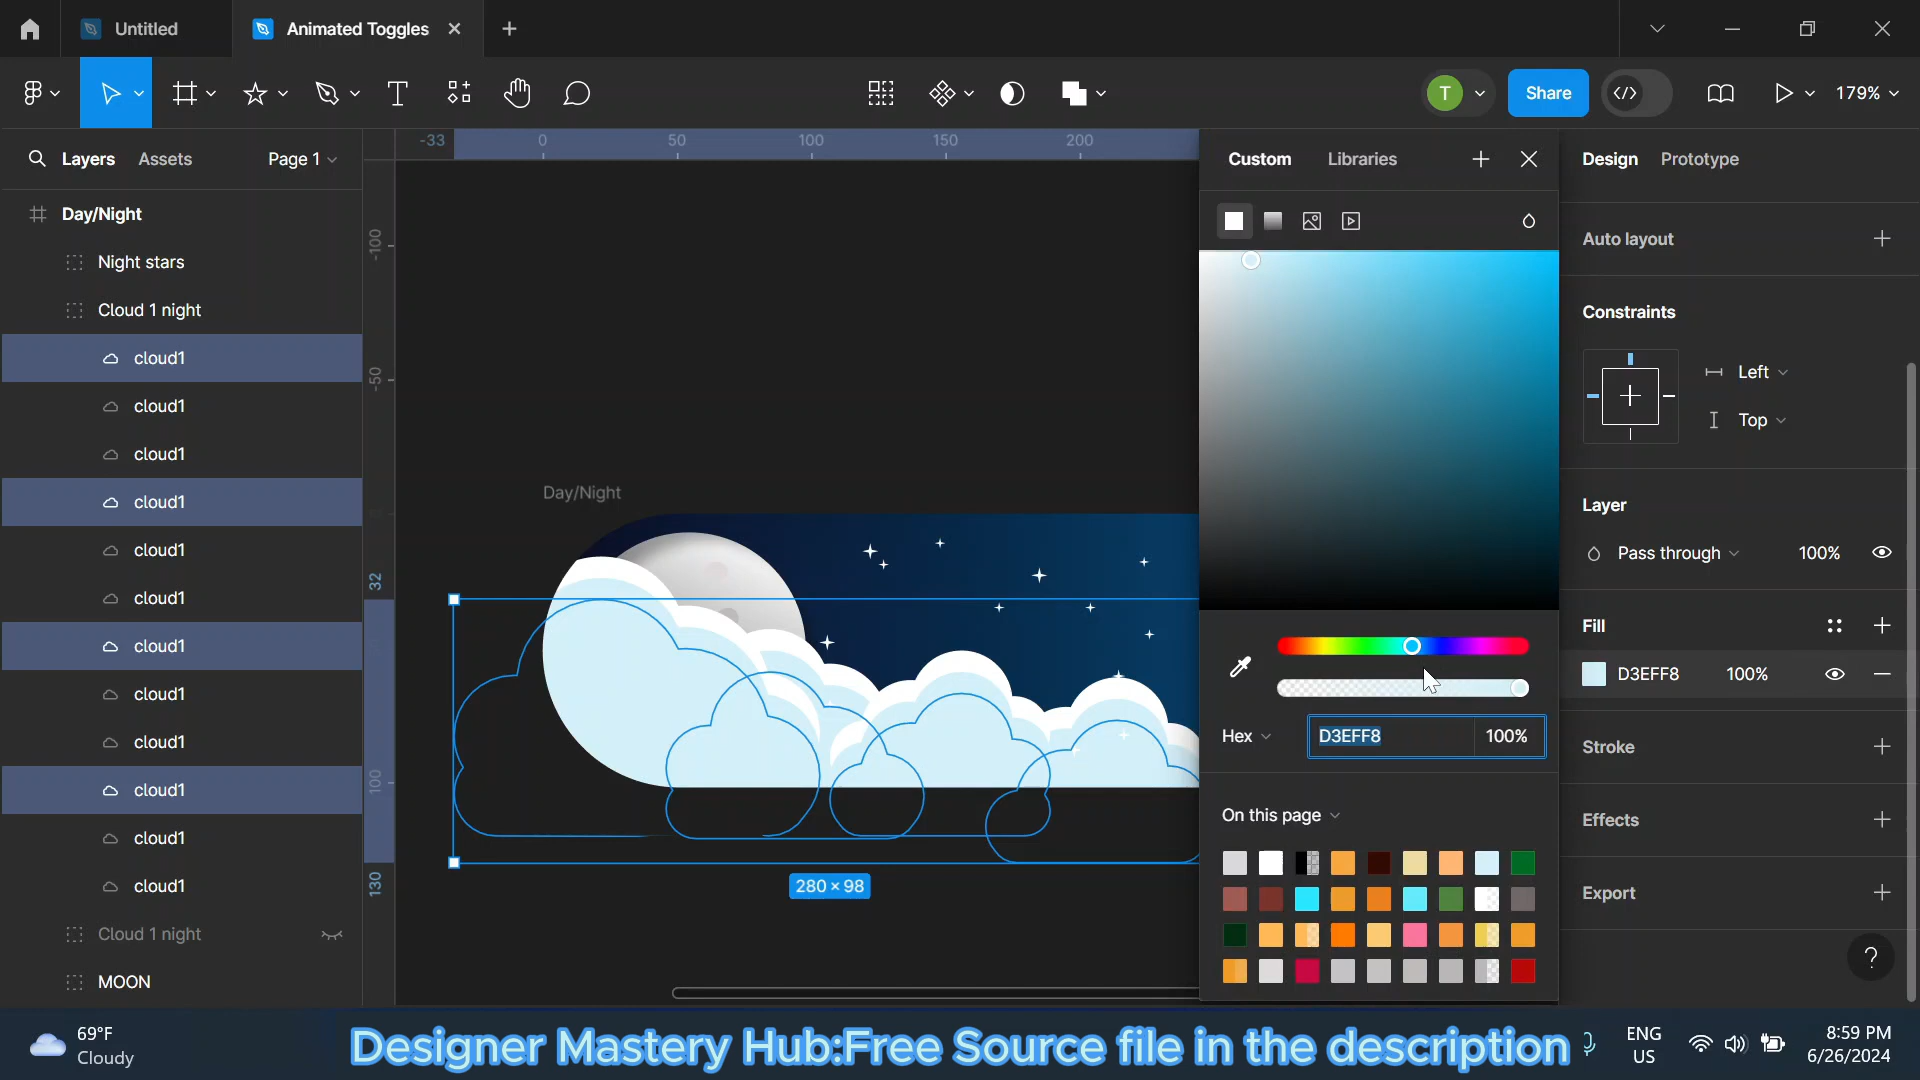 Untitled
Animated Toggles
T
Share
179%
Layers
Assets
Page 1
-33
0
50
100
150
200
Custom
Libraries
Design
Prototype
Day/Night
Night stars
Cloud 1 night
cloud1
cloud1
cloud1
cloud1
cloud1
cloud1
cloud1
cloud1
cloud1
cloud1
cloud1
cloud1
Cloud 1 night
MOON
-100
-50
32
100
130
Day/Night
280 × 98
Hex
D3EFF8
100%
On this page
Auto layout
Constraints
Left
Top
Layer
Pass through
100%
Fill
D3EFF8
100%
Stroke
Effects
Export
?
69°F
Cloudy
Designer Mastery Hub:Free Source file in the description
ENG
US
8:59 PM
6/26/2024